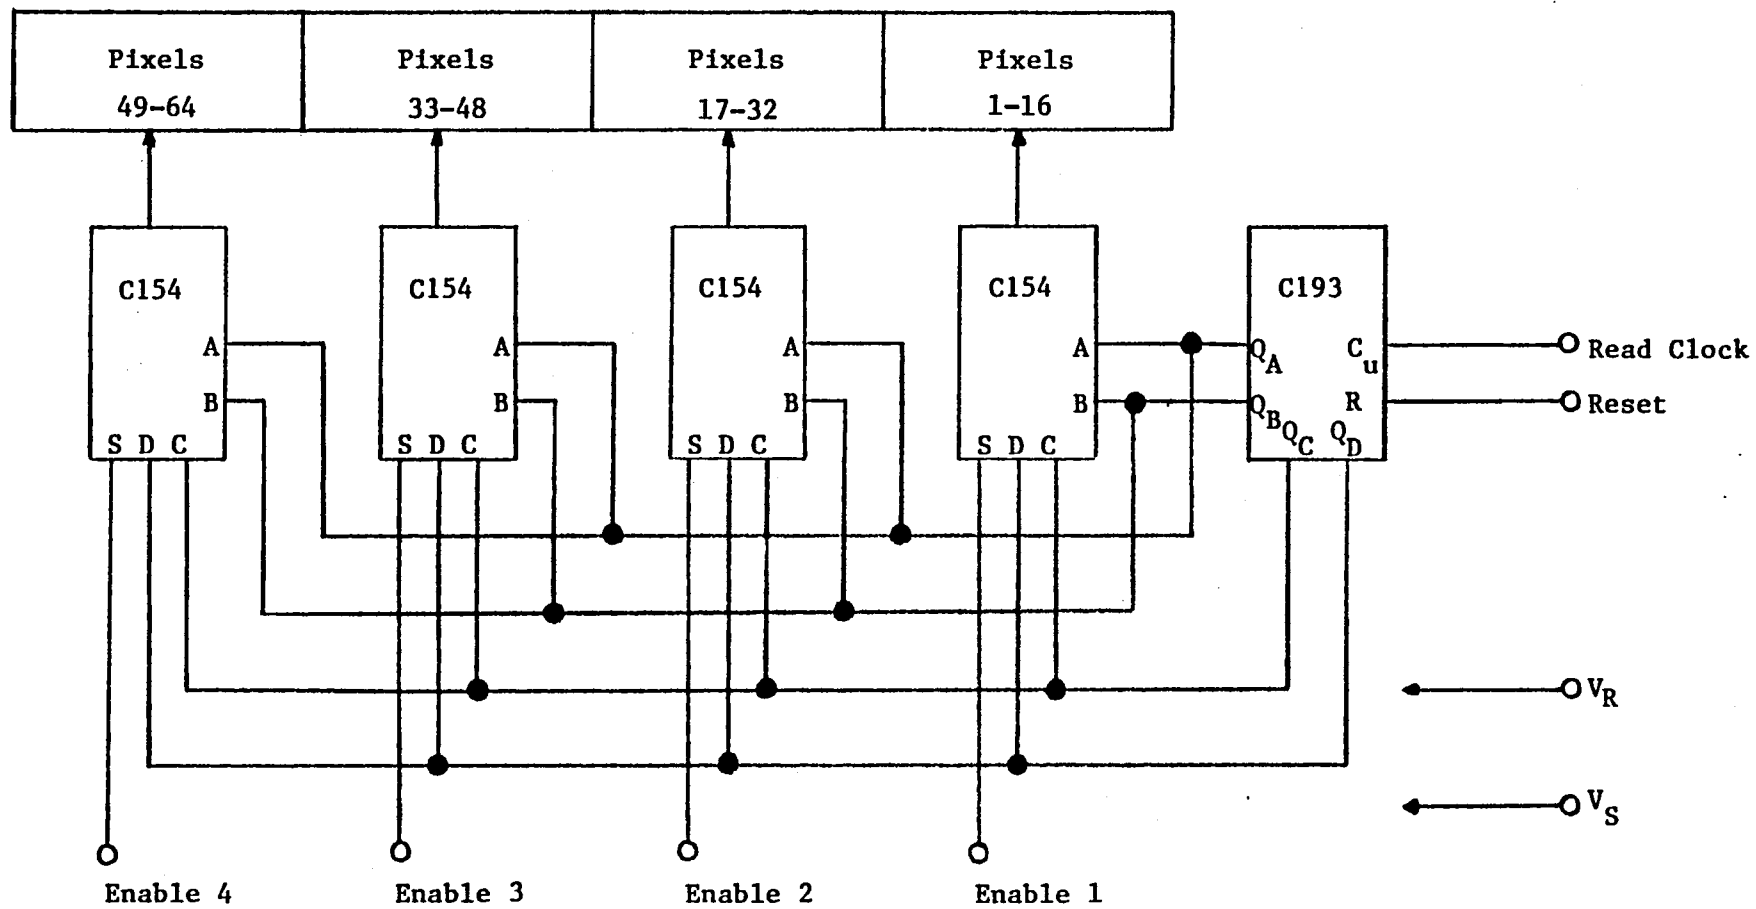 Pixels Pixels Pixels Pixels
49-64 33-48 17-32 1-16
C154 C154 C154 C154 C193
A A A A QA Cu Read Clock
B B B B QB R Reset
S D C S D C S D C S D C QC QD
VR
VS
Enable 4 Enable 3 Enable 2 Enable 1